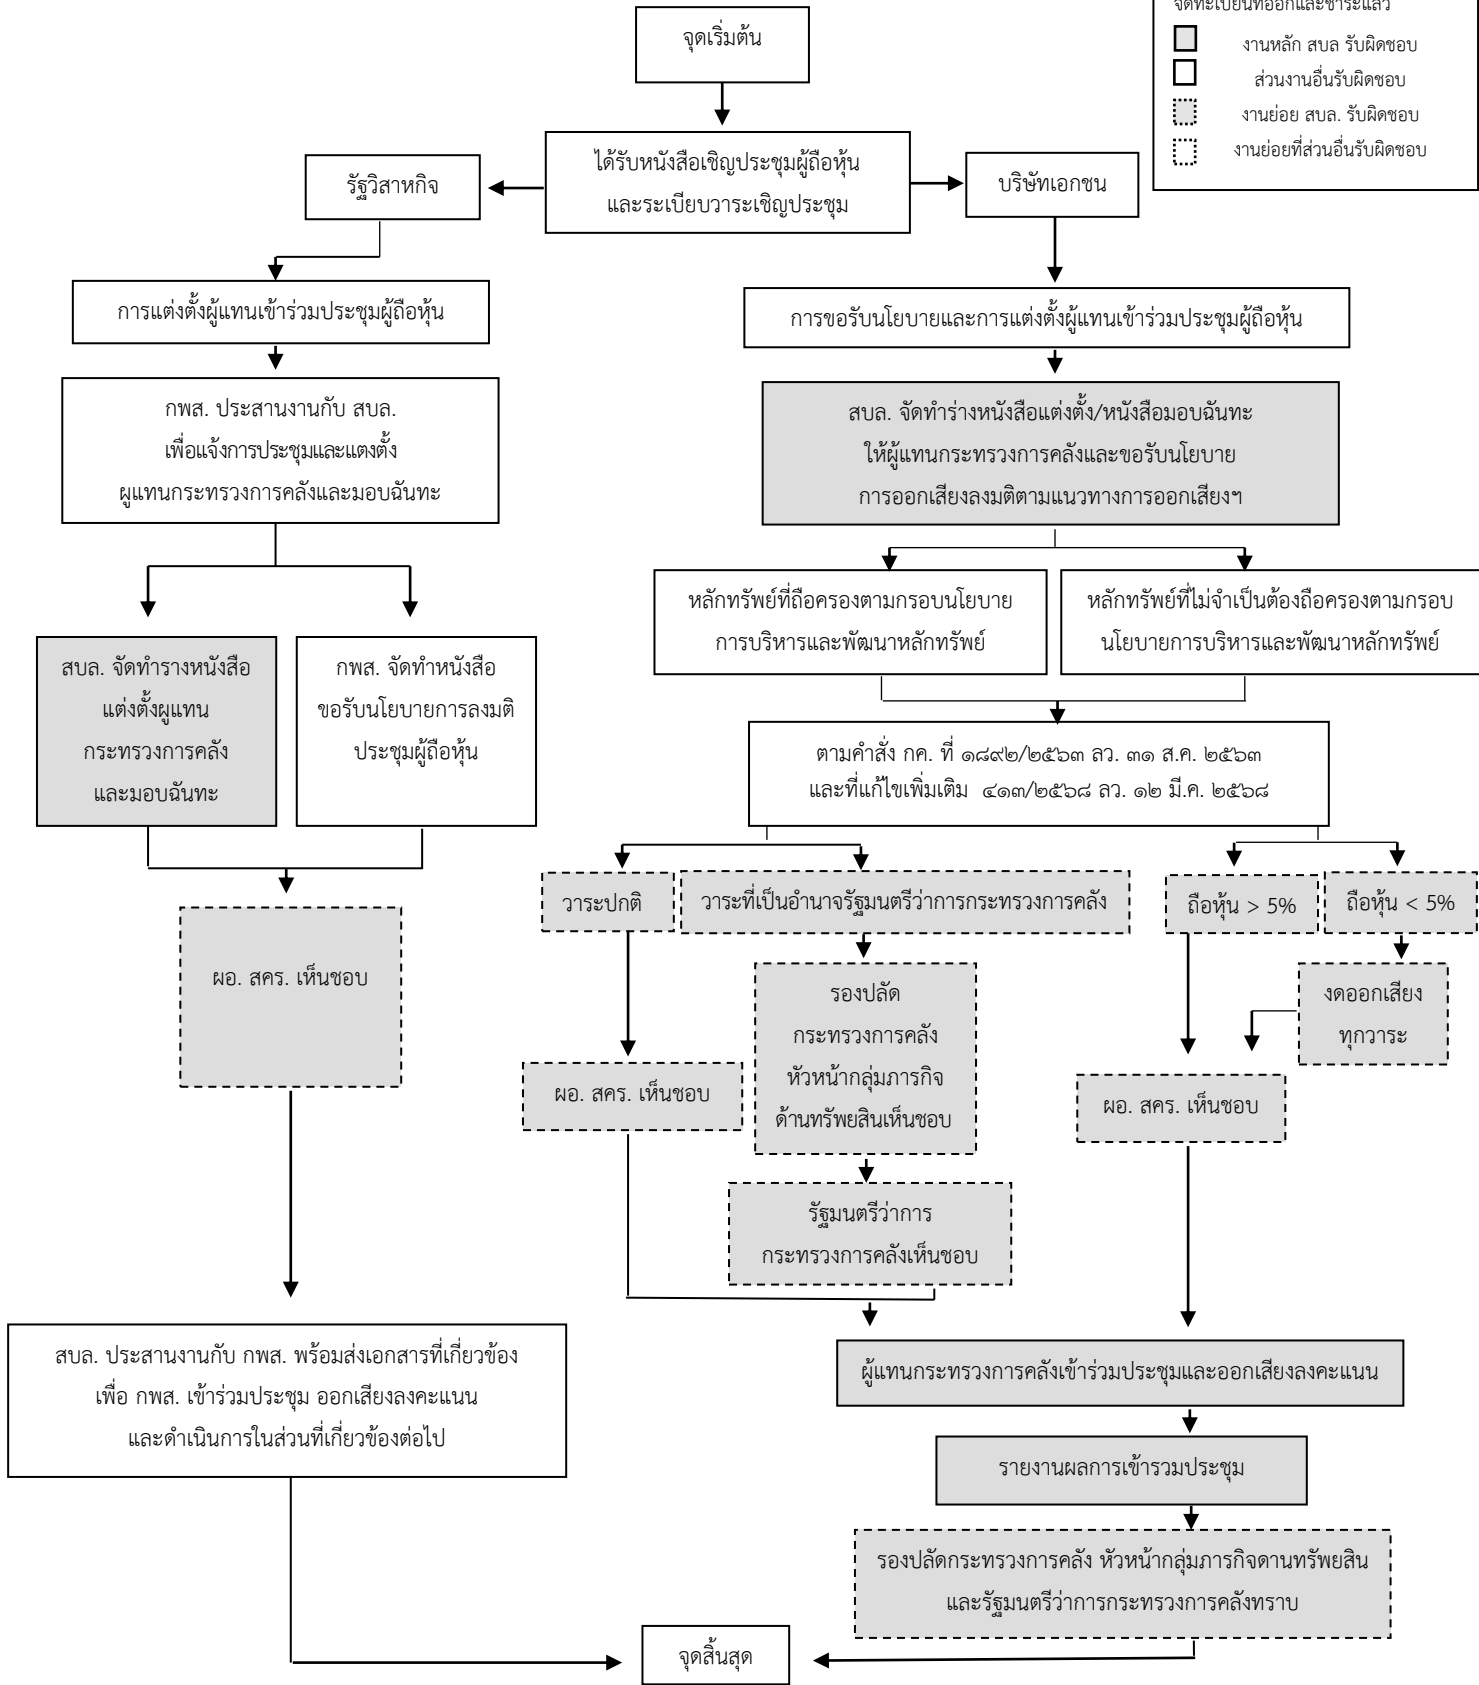 จุดเริ่มต้น
งานหลัก สบล รับผิดชอบ
ส่วนงานอื่นรับผิดชอบ
งานย่อย สบล. รับผิดชอบ
งานย่อยที่ส่วนอื่นรับผิดชอบ
ได้รับหนังสือเชิญประชุมผู้ถือหุ้น
และระเบียบวาระเชิญประชุม
รัฐวิสาหกิจ
บริษัทเอกชน
การแต่งตั้งผู้แทนเข้าร่วมประชุมผู้ถือหุ้น
กพส. ประสานงานกับ สบล.
เพื่อแจ้งการประชุมและแตงตั้ง
ผูแทนกระทรวงการคลังและมอบฉันทะ
สบล. จัดทำรางหนังสือ
แต่งตั้งผูแทน
กระทรวงการคลัง
และมอบฉันทะ
กพส. จัดทำหนังสือ
ขอรับนโยบายการลงมติ
ประชุมผู้ถือหุ้น
ผอ. สคร. เห็นชอบ
สบล. ประสานงานกับ กพส. พร้อมส่งเอกสารที่เกี่ยวข้อง
เพื่อ กพส. เข้าร่วมประชุม ออกเสียงลงคะแนน
และดำเนินการในส่วนที่เกี่ยวข้องต่อไป
การขอรับนโยบายและการแต่งตั้งผู้แทนเข้าร่วมประชุมผู้ถือหุ้น
สบล. จัดทำร่างหนังสือแต่งตั้ง/หนังสือมอบฉันทะ
ให้ผู้แทนกระทรวงการคลังและขอรับนโยบาย
การออกเสียงลงมติตามแนวทางการออกเสียงฯ
หลักทรัพย์ที่ถือครองตามกรอบนโยบาย
การบริหารและพัฒนาหลักทรัพย์
หลักทรัพย์ที่ไม่จำเป็นต้องถือครองตามกรอบ
นโยบายการบริหารและพัฒนาหลักทรัพย์
ตามคำสั่ง กค. ที่ ๑๘๙๒/๒๕๖๓ ลว. ๓๑ ส.ค. ๒๕๖๓
และที่แก้ไขเพิ่มเติม ๔๑๓/๒๕๖๘ ลว. ๑๒ มี.ค. ๒๕๖๘
วาระปกติ
วาระที่เป็นอำนาจรัฐมนตรีว่าการกระทรวงการคลัง
ถือหุ้น > 5%
ถือหุ้น < 5%
ผอ. สคร. เห็นชอบ
รองปลัด
กระทรวงการคลัง
หัวหน้ากลุ่มภารกิจ
ด้านทรัพยสินเห็นชอบ
รัฐมนตรีว่าการ
กระทรวงการคลังเห็นชอบ
งดออกเสียง
ทุกวาระ
ผอ. สคร. เห็นชอบ
ผู้แทนกระทรวงการคลังเข้าร่วมประชุมและออกเสียงลงคะแนน
รายงานผลการเข้ารวมประชุม
รองปลัดกระทรวงการคลัง หัวหน้ากลุ่มภารกิจดานทรัพยสิน
และรัฐมนตรีว่าการกระทรวงการคลังทราบ
จุดสิ้นสุด